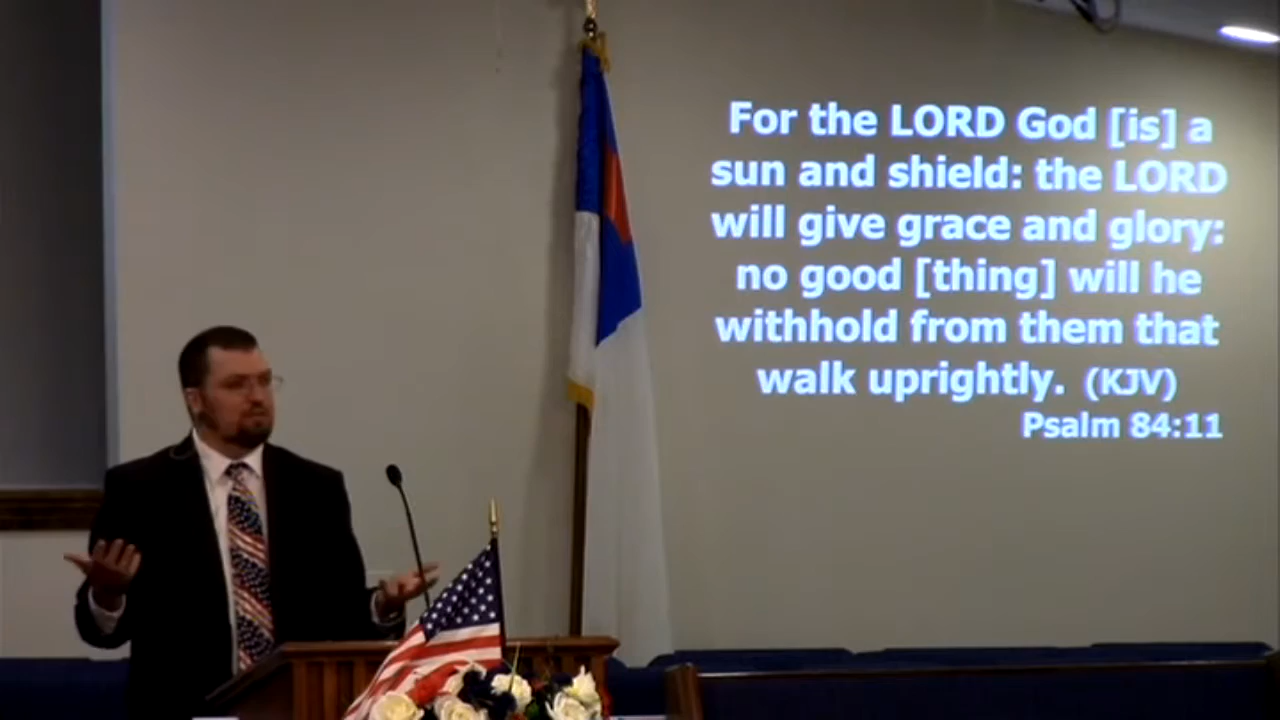 For the LORD God [is] a
sun and shield: the LORD
will give grace and glory:
no good [thing] will he
withhold from them that
walk uprightly. (KJV)
Psalm 84:11